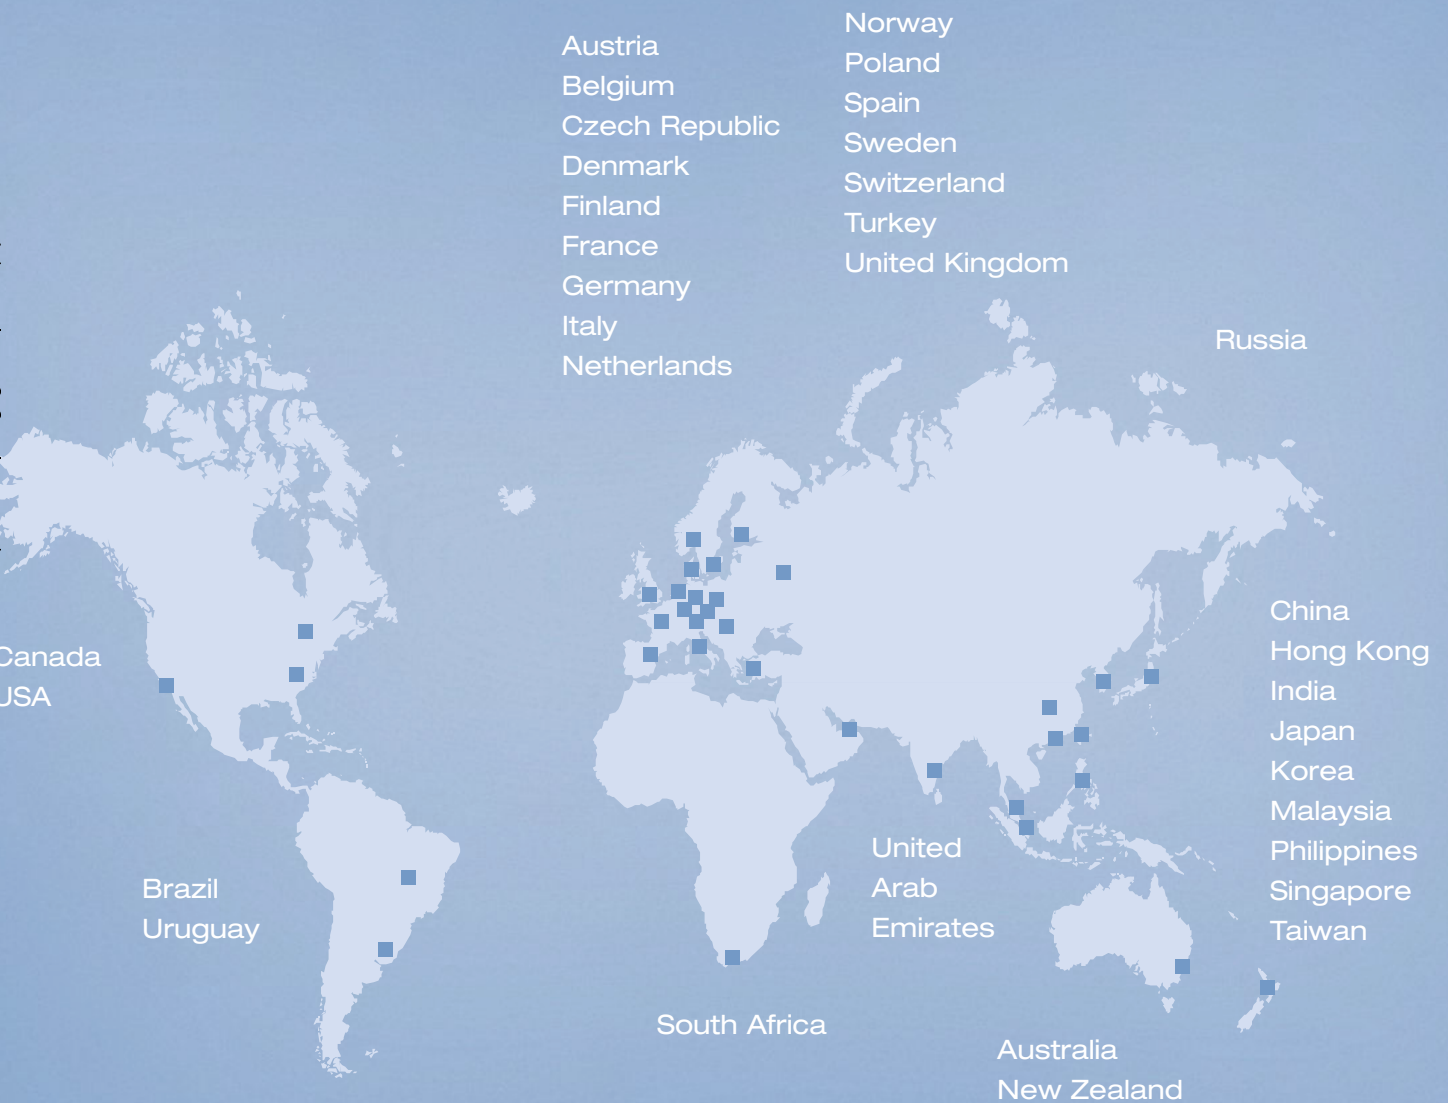 Austria
Belgium
Czech Republic
Denmark
Finland
France
Germany
Italy
Netherlands
Norway
Poland
Spain
Sweden
Switzerland
Turkey
United Kingdom
Russia
Canada
USA
China
Hong Kong
India
Japan
Korea
Malaysia
Philippines
Singapore
Taiwan
Brazil
Uruguay
United
Arab
Emirates
South Africa
Australia
New Zealand